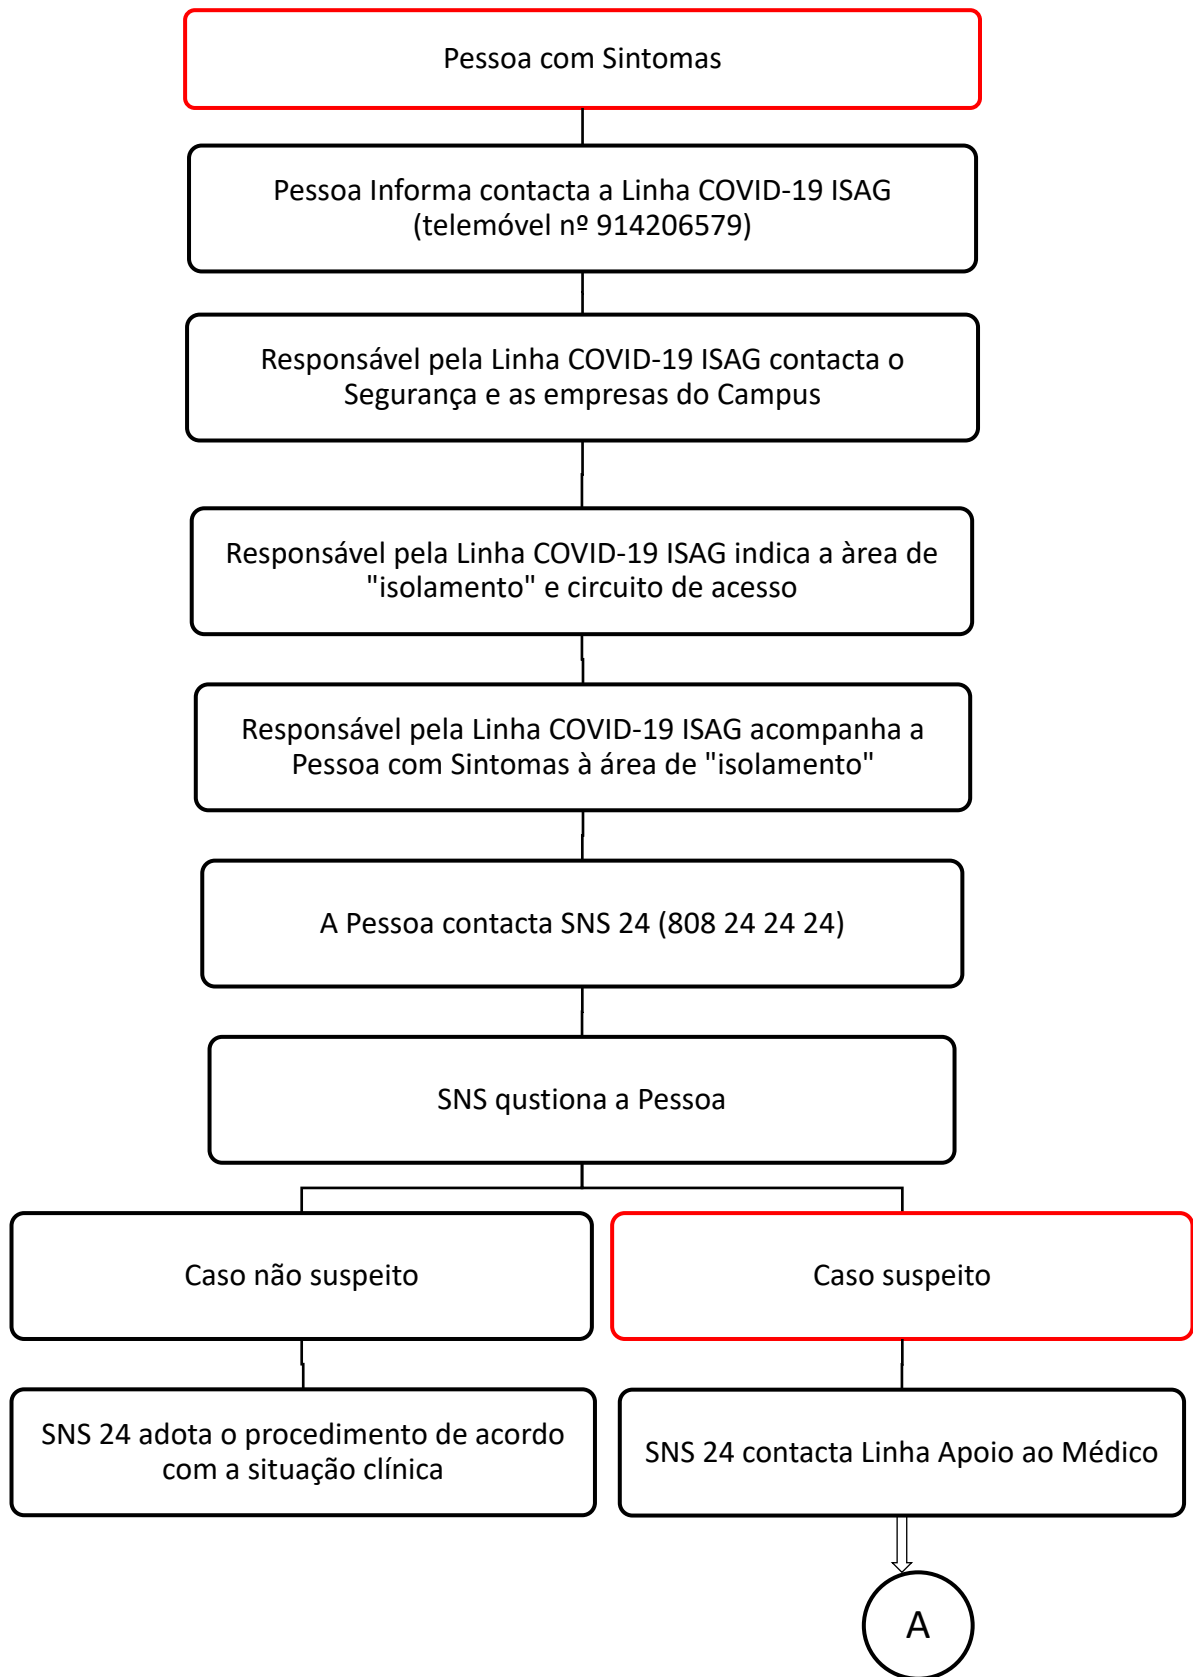 Pessoa com Sintomas
Pessoa Informa contacta a Linha COVID-19 ISAG
(telemóvel nº 914206579)
Responsável pela Linha COVID-19 ISAG contacta o
Segurança e as empresas do Campus
Responsável pela Linha COVID-19 ISAG indica a àrea de
"isolamento" e circuito de acesso
Responsável pela Linha COVID-19 ISAG acompanha a
Pessoa com Sintomas à área de "isolamento"
A Pessoa contacta SNS 24 (808 24 24 24)
SNS qustiona a Pessoa
Caso não suspeito
Caso suspeito
SNS 24 adota o procedimento de acordo
com a situação clínica
SNS 24 contacta Linha Apoio ao Médico
A